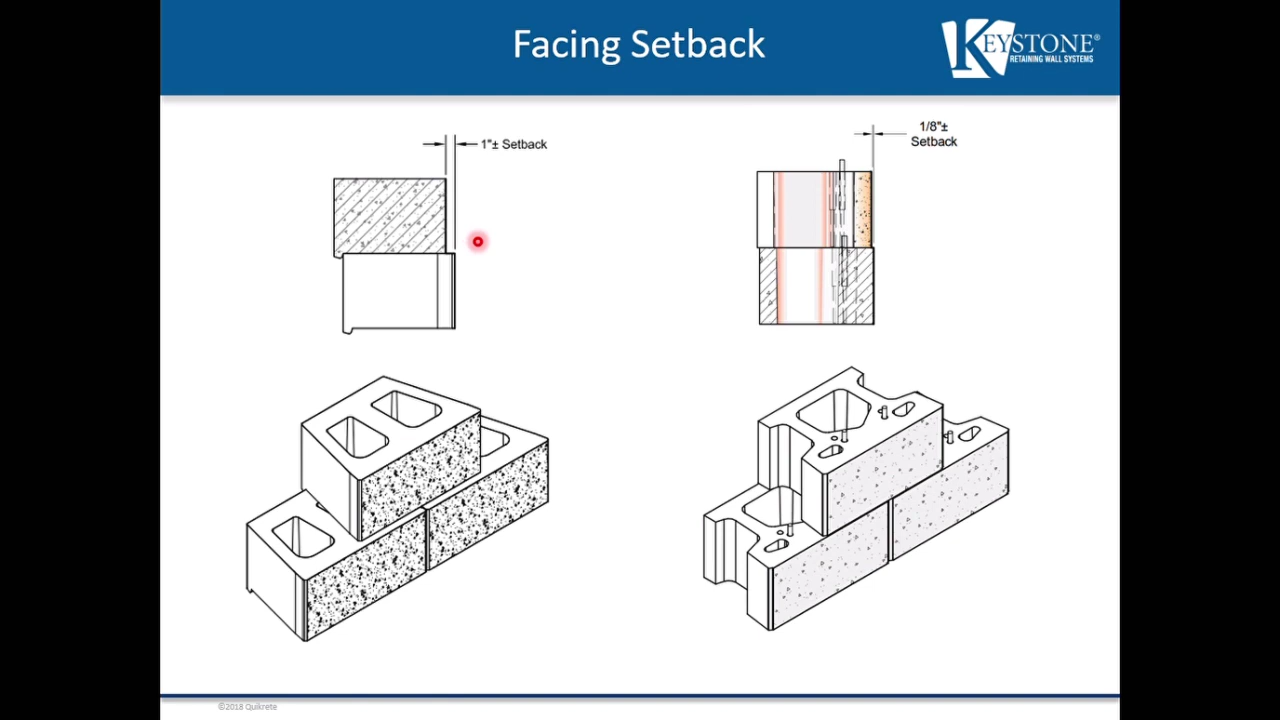 Facing Setback
KEYSTONE®
RETAINING WALL SYSTEMS
1"± Setback
1/8"±
Setback
©2018 Quikrete